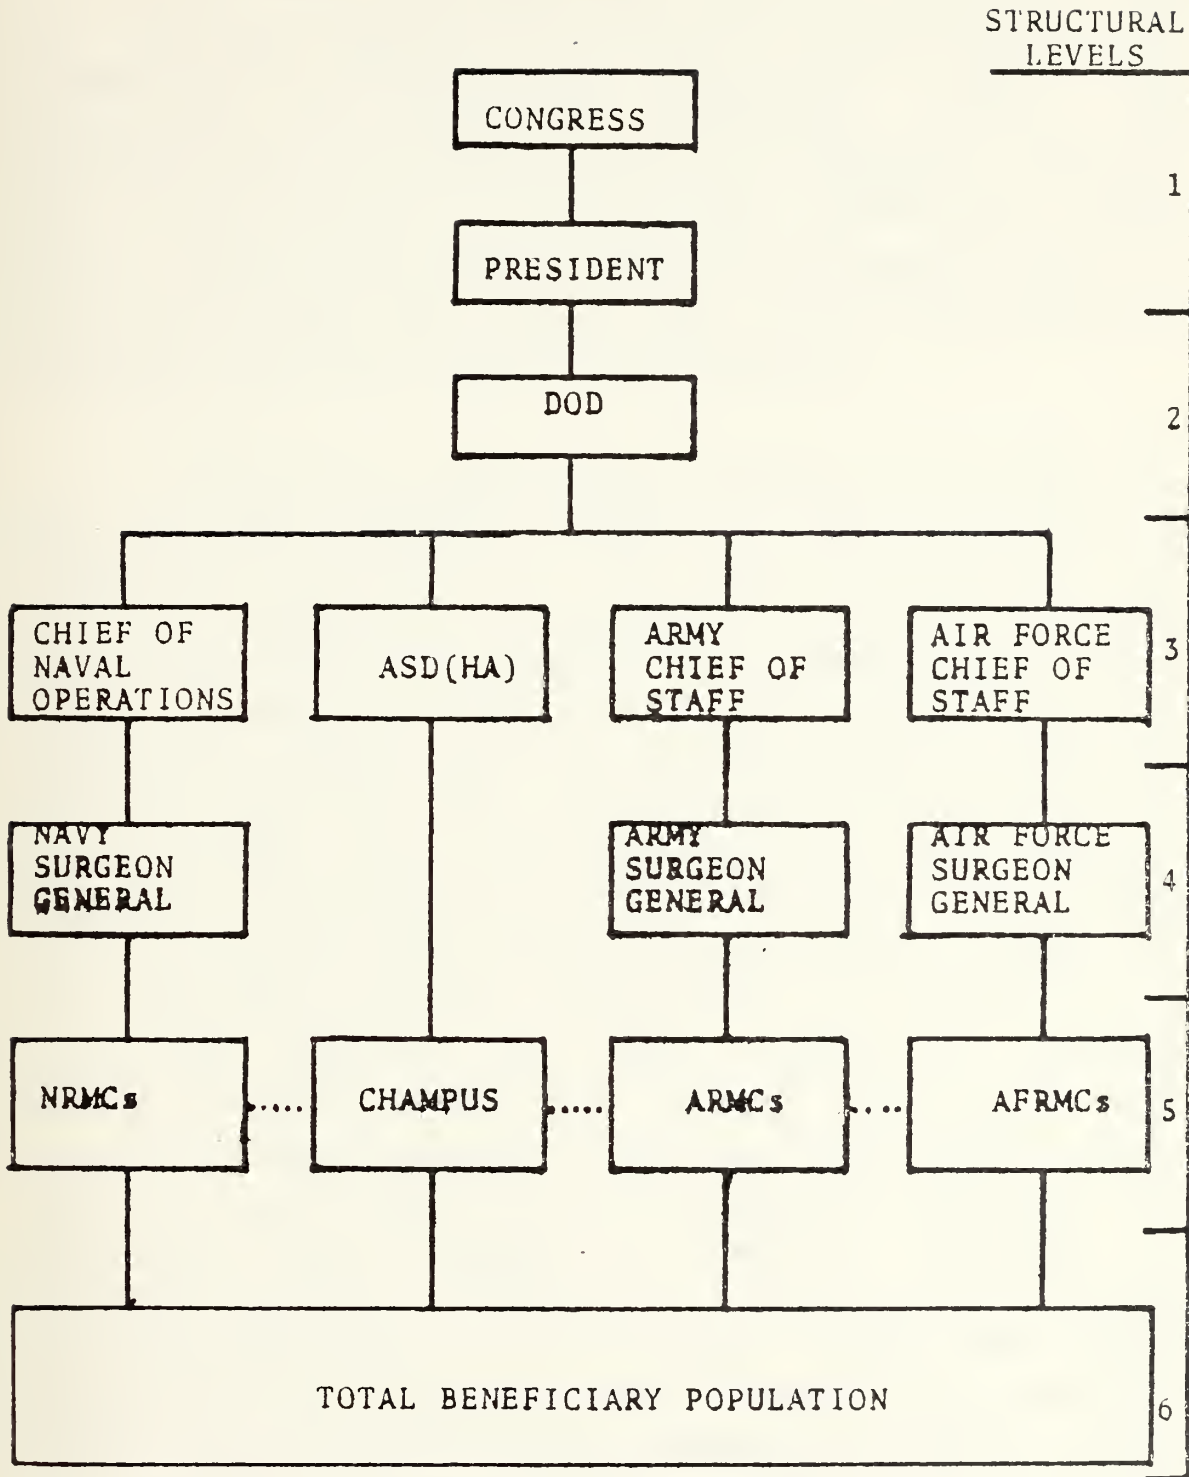 STRUCTURAL
LEVELS
CONGRESS
1
PRESIDENT
DOD
2
CHIEF OF
NAVAL
OPERATIONS
ASD(HA)
ARMY
CHIEF OF
STAFF
AIR FORCE
CHIEF OF
STAFF
3
NAVY
SURGEON
GENERAL
ARMY
SURGEON
GENERAL
AIR FORCE
SURGEON
GENERAL
4
NRMCs
CHAMPUS
ARMCs
AFRMCs
5
TOTAL BENEFICIARY POPULATION
6